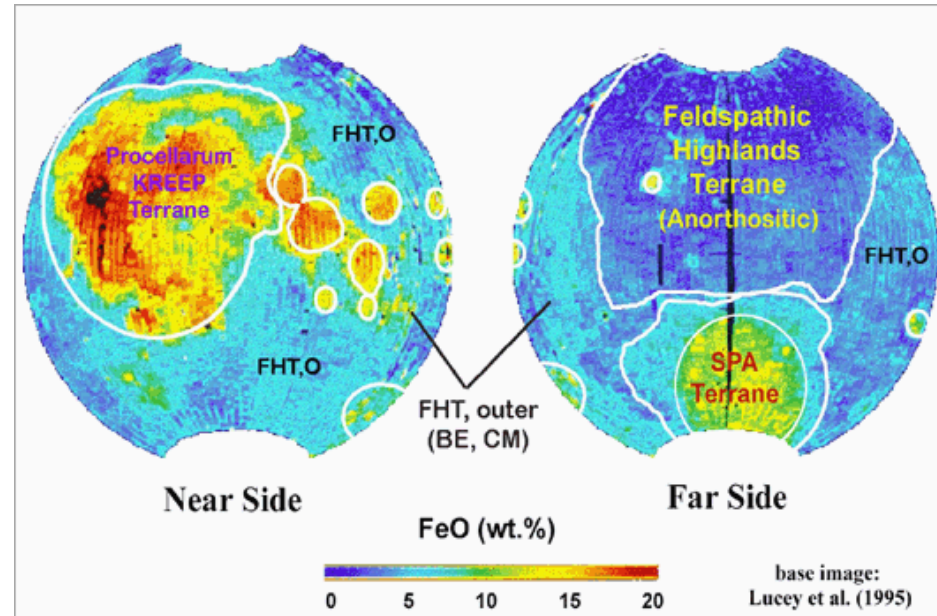 FHT,O
Procellarum
KREEP
Terrane
FHT,O
Feldspathic
Highlands
Terrane
(Anorthositic)
FHT,O
SPA
Terrane
FHT, outer
(BE, CM)
Near Side
Far Side
FeO (wt.%)
0 5 10 15 20
base image:
Lucey et al. (1995)